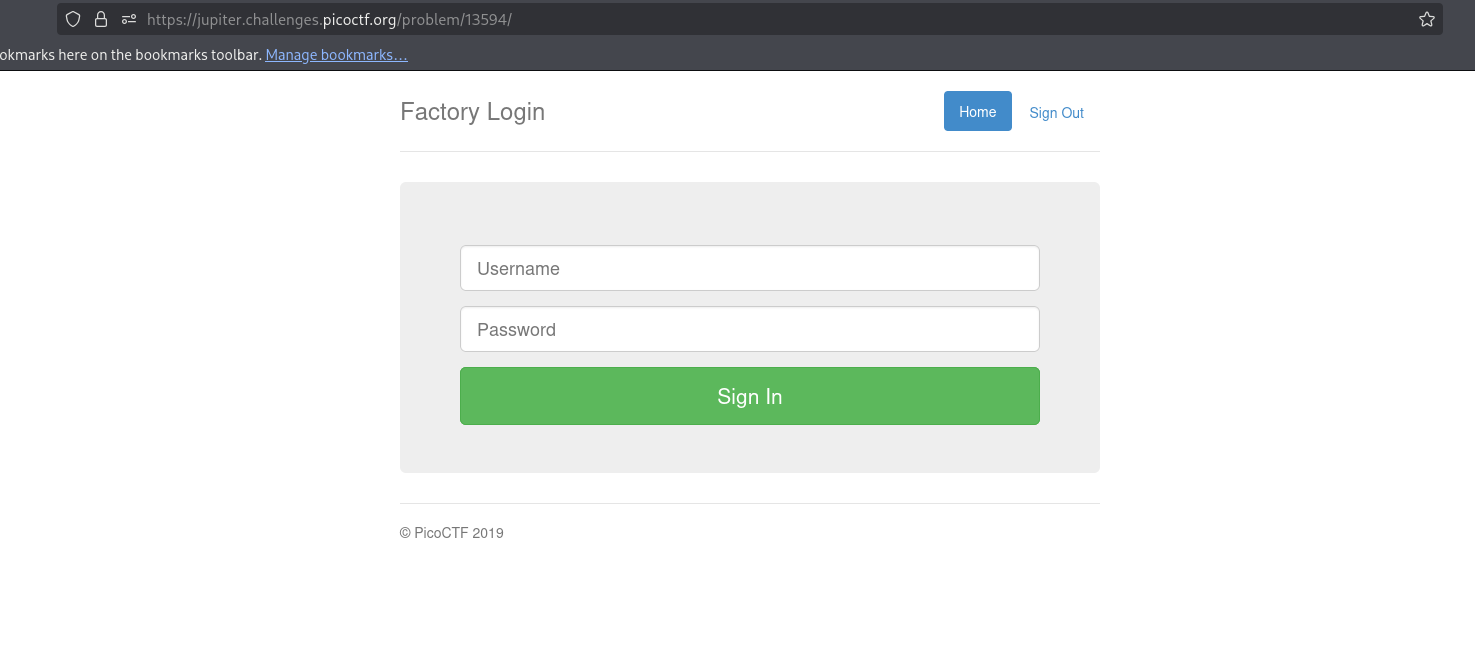 https://jupiter.challenges.picoctf.org/problem/13594/
okmarks here on the bookmarks toolbar. Manage bookmarks…
Factory Login
Home
Sign Out
Username
Password
Sign In
© PicoCTF 2019